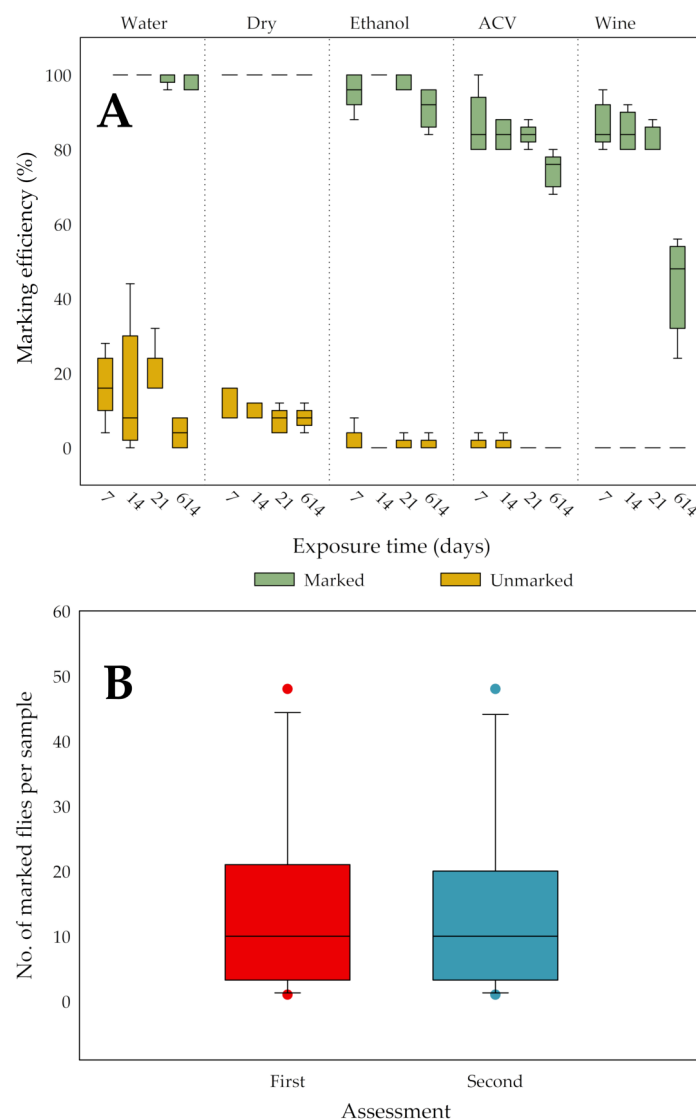 Water Dry Ethanol ACV Wine
A
Marking efficiency (%)
100
80
60
40
20
0
7 14 21 614 7 14 21 614 7 14 21 614 7 14 21 614 7 14 21 614
Exposure time (days)
Marked Unmarked
B
No. of marked flies per sample
60
50
40
30
20
10
0
First Second
Assessment